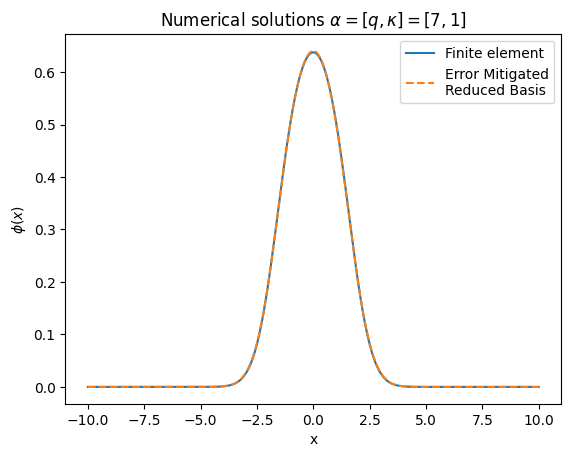 Numerical solutions α = [q, κ] = [7, 1]
Finite element
Error Mitigated
Reduced Basis
ϕ(x)
0.6
0.5
0.4
0.3
0.2
0.1
0.0
−10.0 −7.5 −5.0 −2.5 0.0 2.5 5.0 7.5 10.0
x